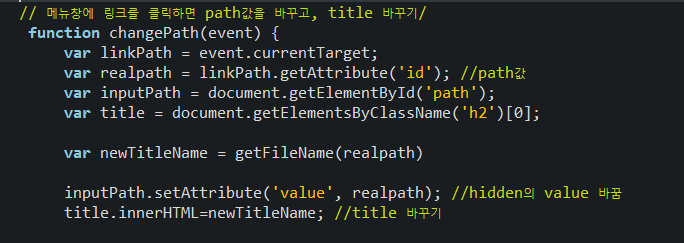 // 메뉴창에 링크를 클릭하면 path값을 바꾸고, title 바꾸기/
function changePath(event) {
var linkPath = event.currentTarget;
var realpath = linkPath.getAttribute('id'); //path값
var inputPath = document.getElementById('path');
var title = document.getElementsByClassName('h2')[0];
var newTitleName = getFileName(realpath)
inputPath.setAttribute('value', realpath); //hidden의 value 바꿈
title.innerHTML=newTitleName; //title 바꾸기